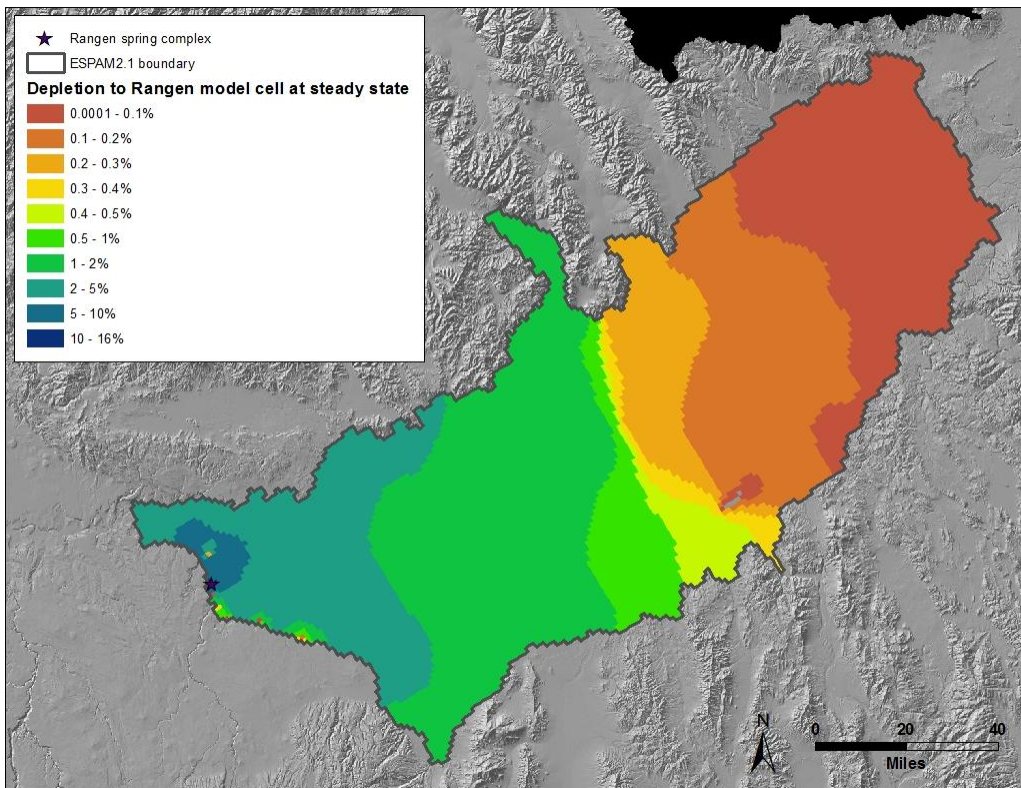 Rangen spring complex
ESPAM2.1 boundary
Depletion to Rangen model cell at steady state
0.0001 - 0.1%
0.1 - 0.2%
0.2 - 0.3%
0.3 - 0.4%
0.4 - 0.5%
0.5 - 1%
1 - 2%
2 - 5%
5 - 10%
10 - 16%
N
0 20 40
Miles